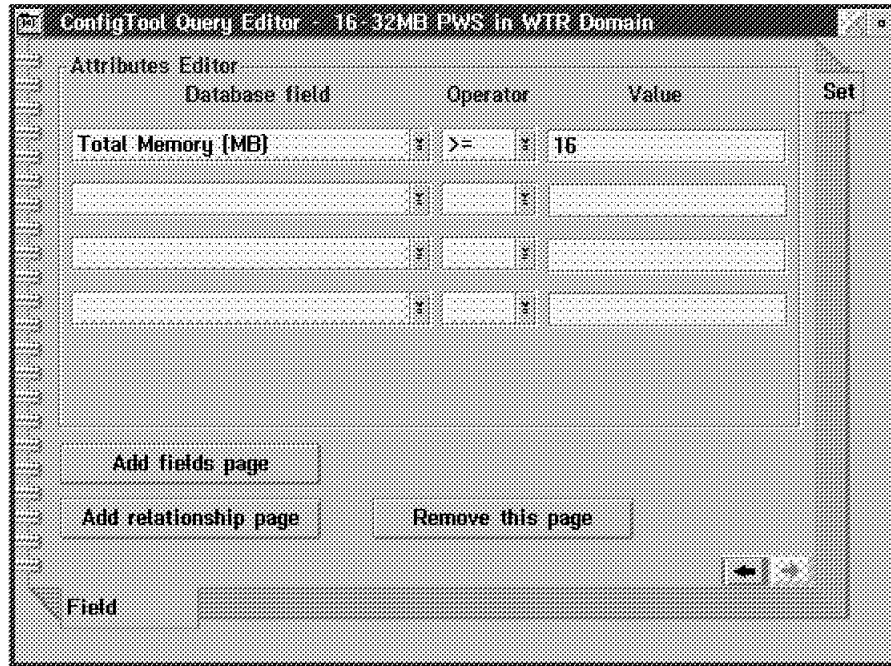 ConfigTool Query Editor - 16-32MB PWS in WTR Domain
Attributes Editor
Database field Operator Value
Set
Total Memory (MB) >= 16
Add fields page
Add relationship page Remove this page
Field